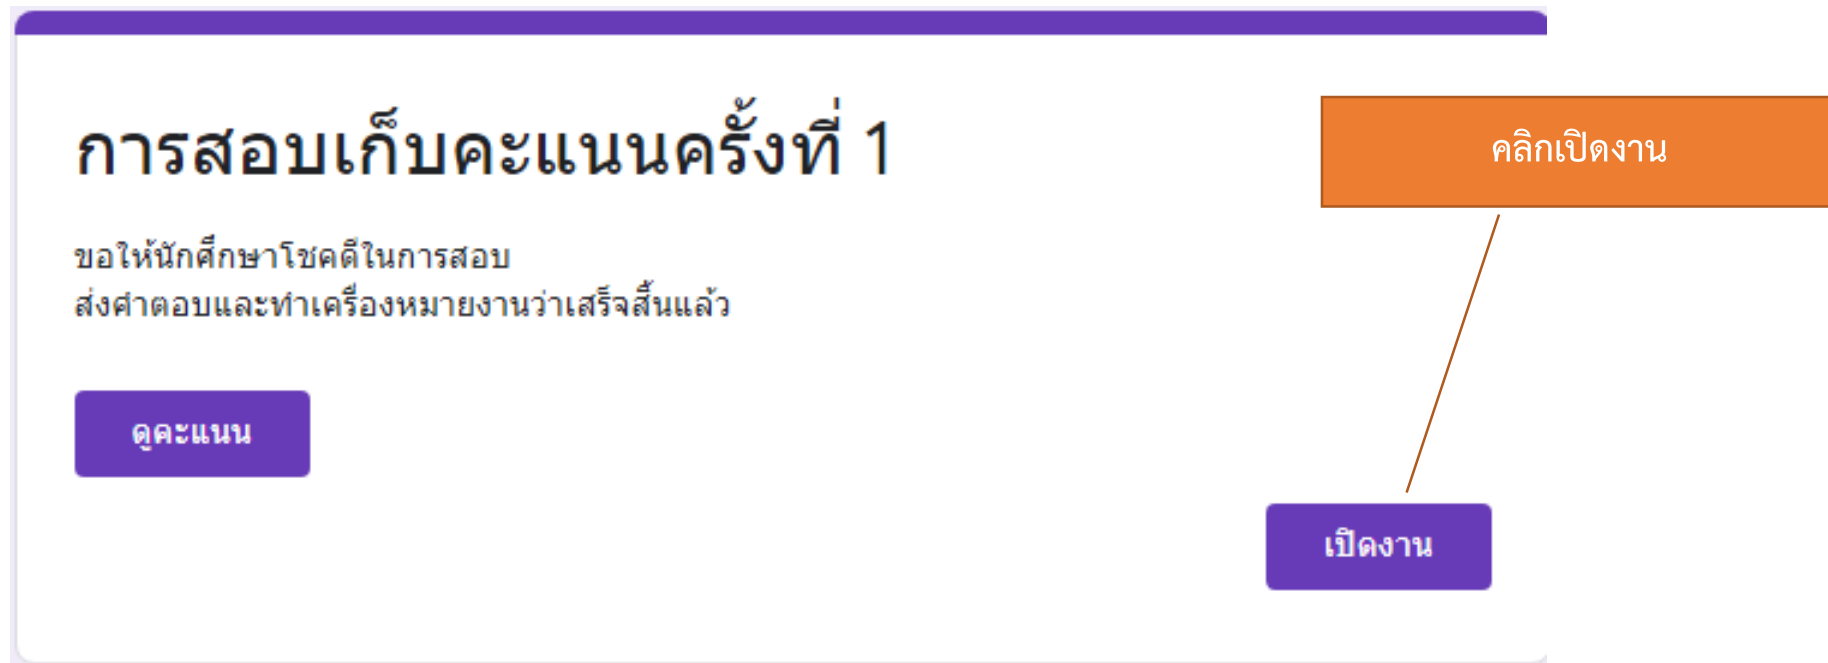 การสอบเก็บคะแนนครั้งที่ 1
คลิกเปิดงาน
ขอให้นักศึกษาโชคดีในการสอบ
ส่งคำตอบและทำเครื่องหมายงานว่าเสร็จสิ้นแล้ว
ดูคะแนน
เปิดงาน